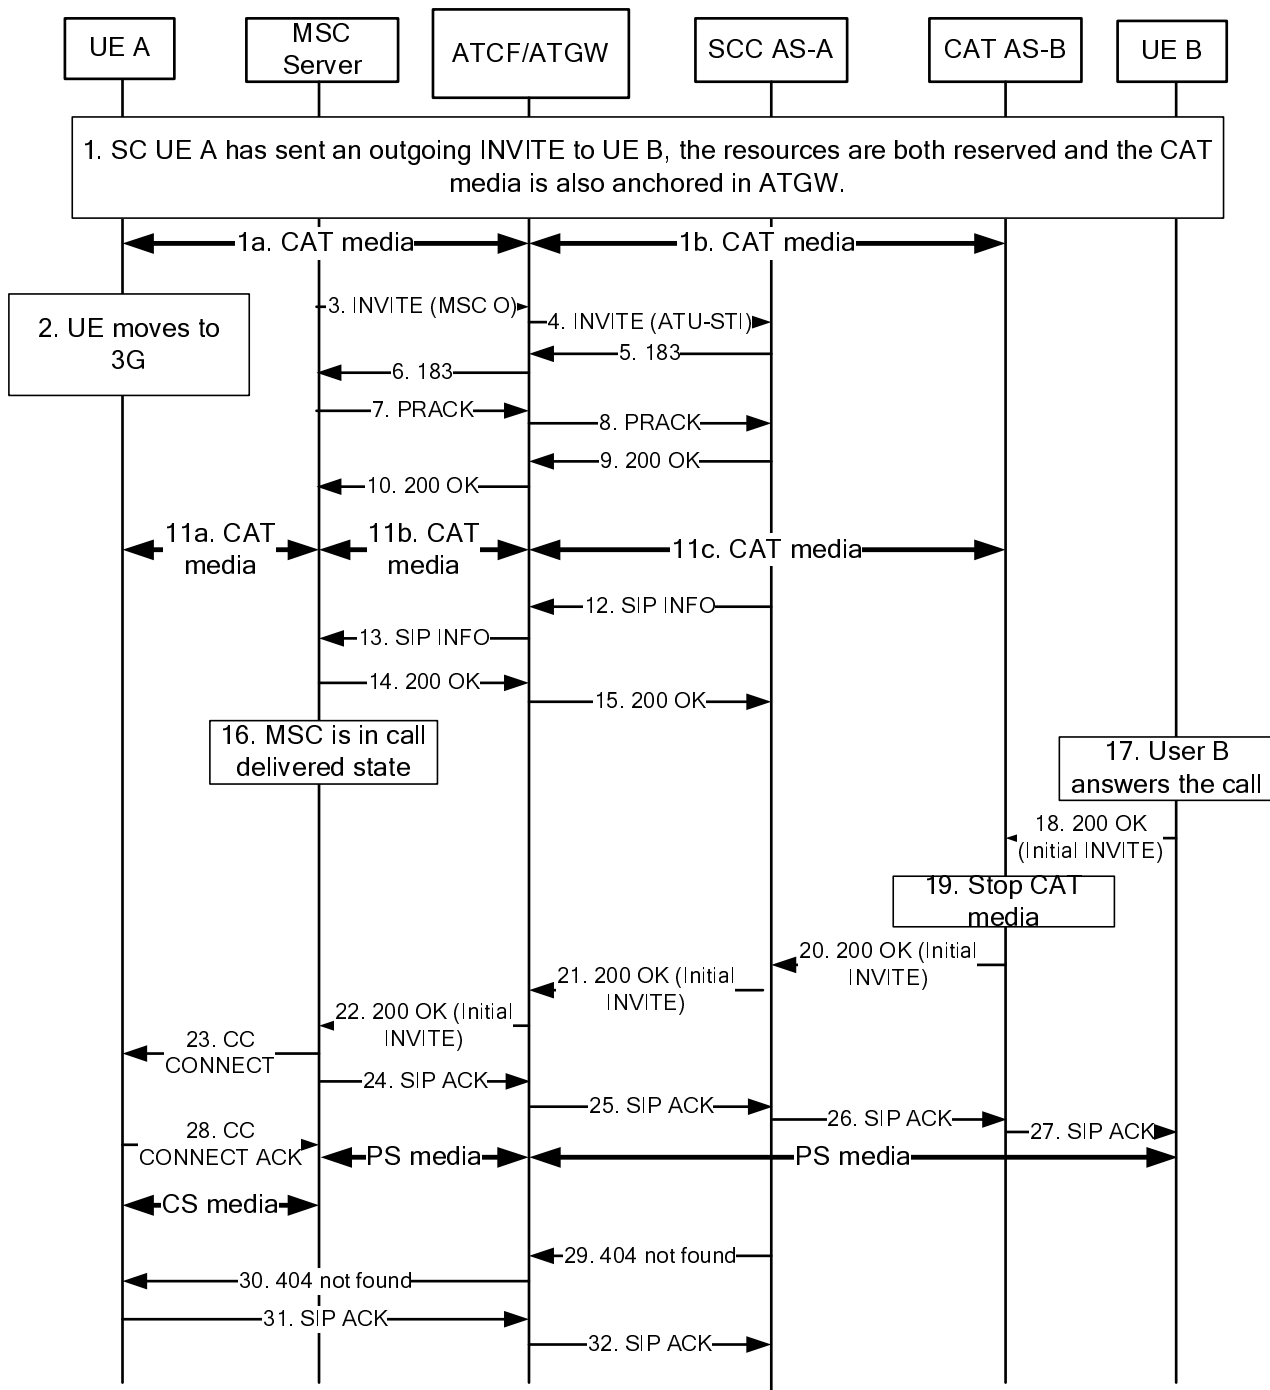 UE A
MSC
Server
ATCF/ATGW
SCC AS-A
CAT AS-B
UE B
1. SC UE A has sent an outgoing INVITE to UE B, the resources are both reserved and the CAT
media is also anchored in ATGW.
1a. CAT media
1b. CAT media
2. UE moves to
3G
3. INVITE (MSC O)
4. INVITE (ATU-STI)
5. 183
6. 183
7. PRACK
8. PRACK
9. 200 OK
10. 200 OK
11a. CAT
media
11b. CAT
media
11c. CAT media
12. SIP INFO
13. SIP INFO
14. 200 OK
15. 200 OK
16. MSC is in call
delivered state
17. User B
answers the call
18. 200 OK
(Initial INVITE)
19. Stop CAT
media
20. 200 OK (Initial
INVITE)
21. 200 OK (Initial
INVITE)
22. 200 OK (Initial
INVITE)
23. CC
CONNECT
24. SIP ACK
25. SIP ACK
26. SIP ACK
27. SIP ACK
28. CC
CONNECT ACK
PS media
PS media
CS media
29. 404 not found
30. 404 not found
31. SIP ACK
32. SIP ACK